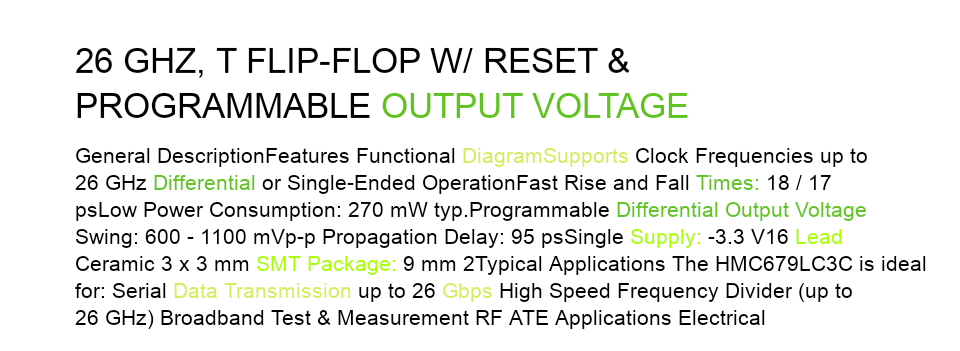 26 GHZ, T FLIP-FLOP W/ RESET &
PROGRAMMABLE OUTPUT VOLTAGE
General DescriptionFeatures Functional DiagramSupports Clock Frequencies up to
26 GHz Differential or Single-Ended OperationFast Rise and Fall Times: 18 / 17
psLow Power Consumption: 270 mW typ.Programmable Differential Output Voltage
Swing: 600 - 1100 mVp-p Propagation Delay: 95 psSingle Supply: -3.3 V16 Lead
Ceramic 3 x 3 mm SMT Package: 9 mm 2Typical Applications The HMC679LC3C is ideal
for: Serial Data Transmission up to 26 Gbps High Speed Frequency Divider (up to
26 GHz) Broadband Test & Measurement RF ATE Applications Electrical